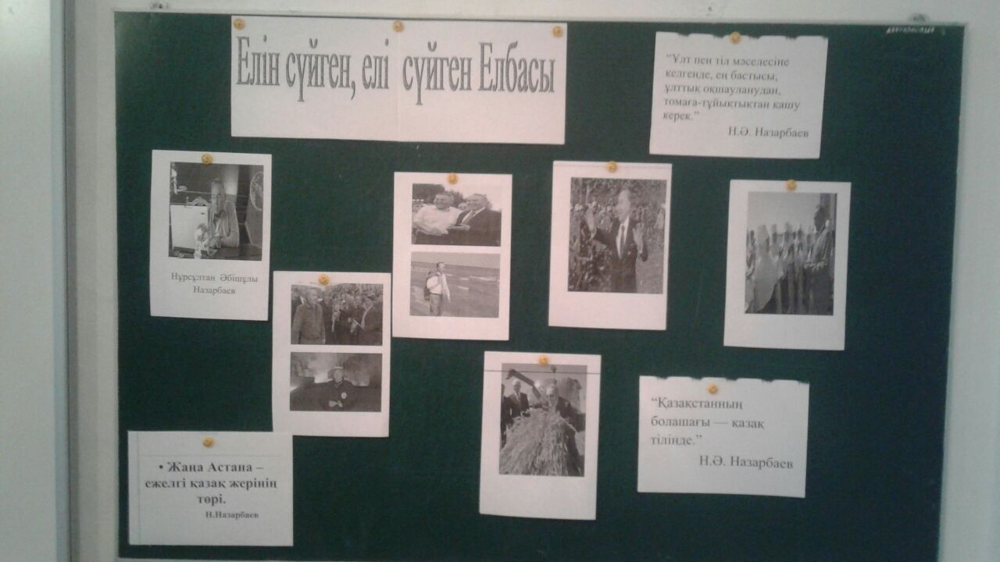 Елін сүйген, елі сүйген Елбасы
“Ұлт пен тіл мәселесіне
келгенде, ең бастысы,
ұлттық оқшауланудан,
томаға-тұйықтықтан қашу
керек.”
Н.Ә. Назарбаев
Нұрсұлтан Әбішұлы
Назарбаев
• Жаңа Астана –
ежелгі қазақ жерінің
төрі.
Н.Назарбаев
“Қазақстанның
болашағы — қазақ
тілінде.”
Н.Ә. Назарбаев